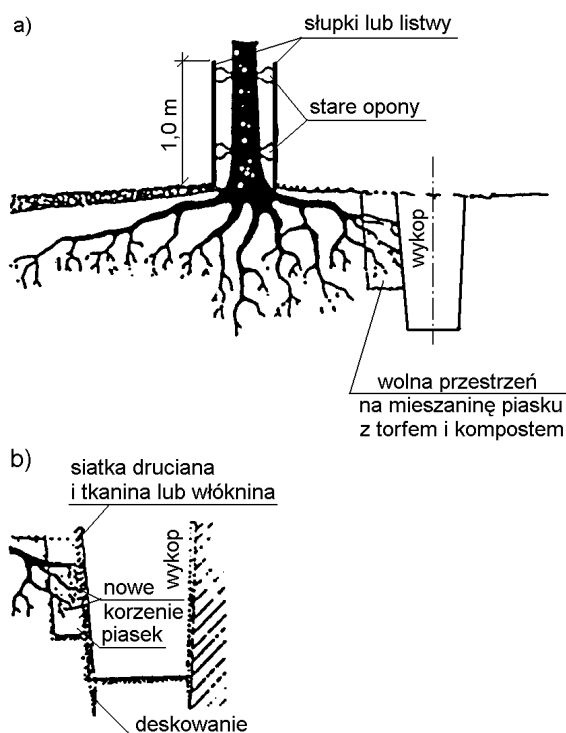 a)
słupki lub listwy
stare opony
1,0 m
wykop
wolna przestrzeń
na mieszaninę piasku
z torfem i kompostem
b)
siatka druciana
i tkanina lub włóknina
wykop
nowe
korzenie
piasek
deskowanie